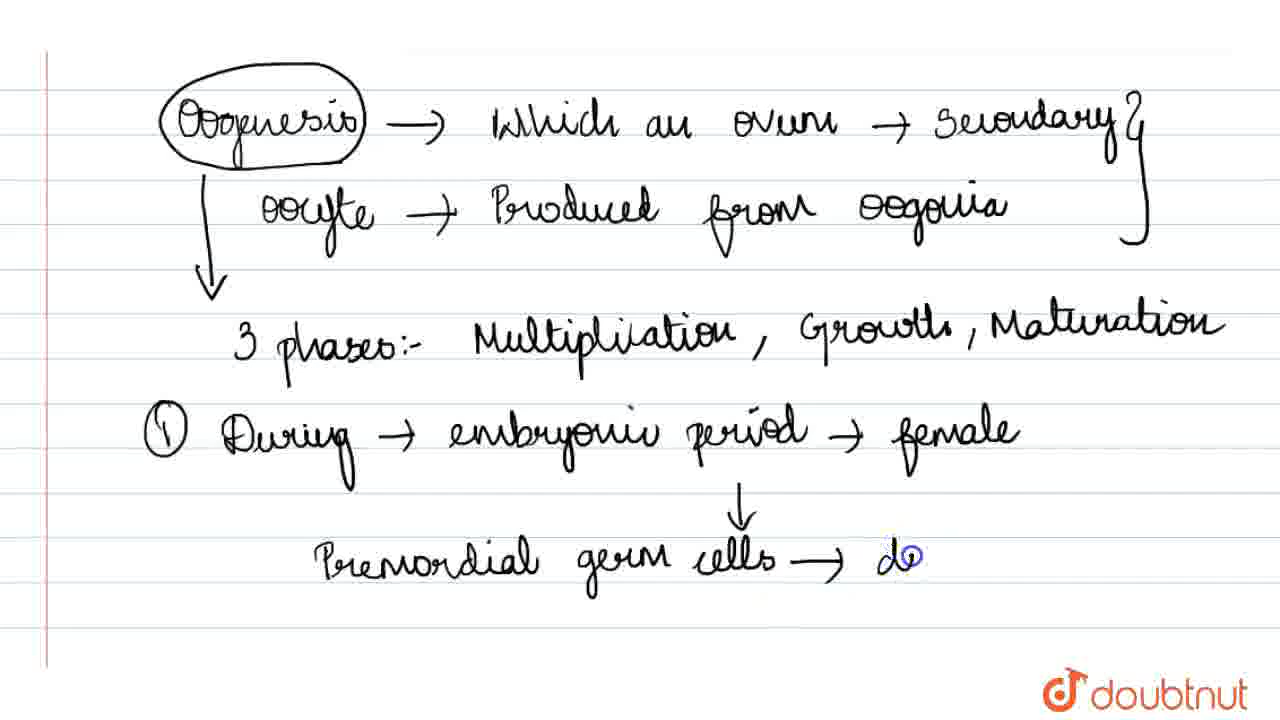 Oogenesis → Which an ovum → Secondary
oocyte → Produced from oogonia
3 phases:- Multiplication, Growth, Maturation
① During → embryonic period → female
↓
Premordial germ cells → de
doubtnut